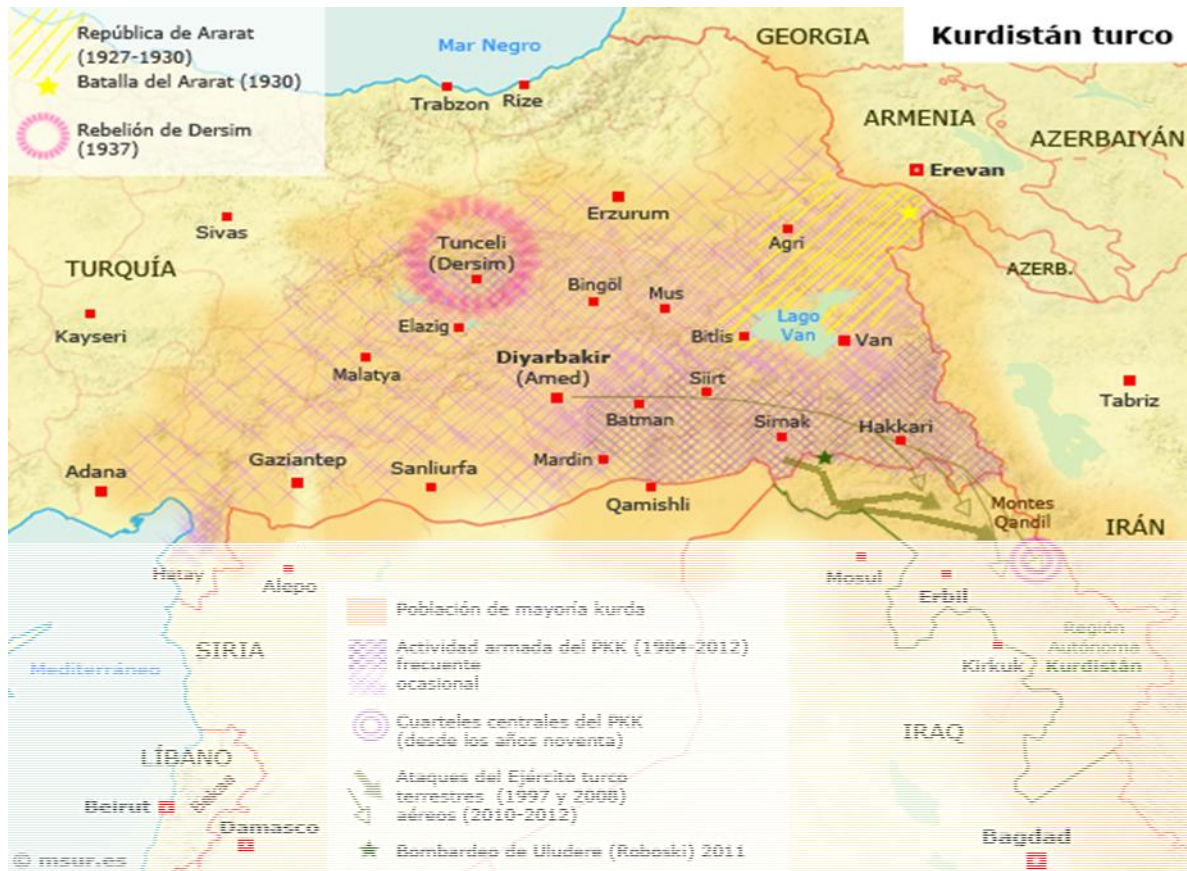 Kurdistán turco
República de Ararat
(1927-1930)
Batalla del Ararat (1930)
Rebelión de Dersim
(1937)
Mar Negro
GEORGIA
Trabzon
Rize
ARMENIA
AZERBAIYÁN
Erevan
Erzurum
Sivas
Agri
Tunceli
(Dersim)
TURQUÍA
AZERB.
Bingöl
Mus
Kayseri
Elazig
Lago
Van
Bitlis
Van
Malatya
Diyarbakir
(Amed)
Siirt
Tabriz
Batman
Sirnak
Hakkari
Adana
Gaziantep
Sanliurfa
Mardin
Qamishli
Montes
Qandil
IRÁN
Hatay
Alepo
Mosul
Erbil
Población de mayoría kurda
Región
Autónoma
Kurdistán
SIRIA
Actividad armada del PKK (1984-2012)
frecuente
ocasional
Mediterráneo
Kirkuk
Cuarteles centrales del PKK
(desde los años noventa)
IRAQ
LÍBANO
Ataques del Ejército turco
terrestres (1997 y 2008)
aéreos (2010-2012)
Beirut
Damasco
Bombardeo de Uludere (Roboski) 2011
Bagdad
© msur.es